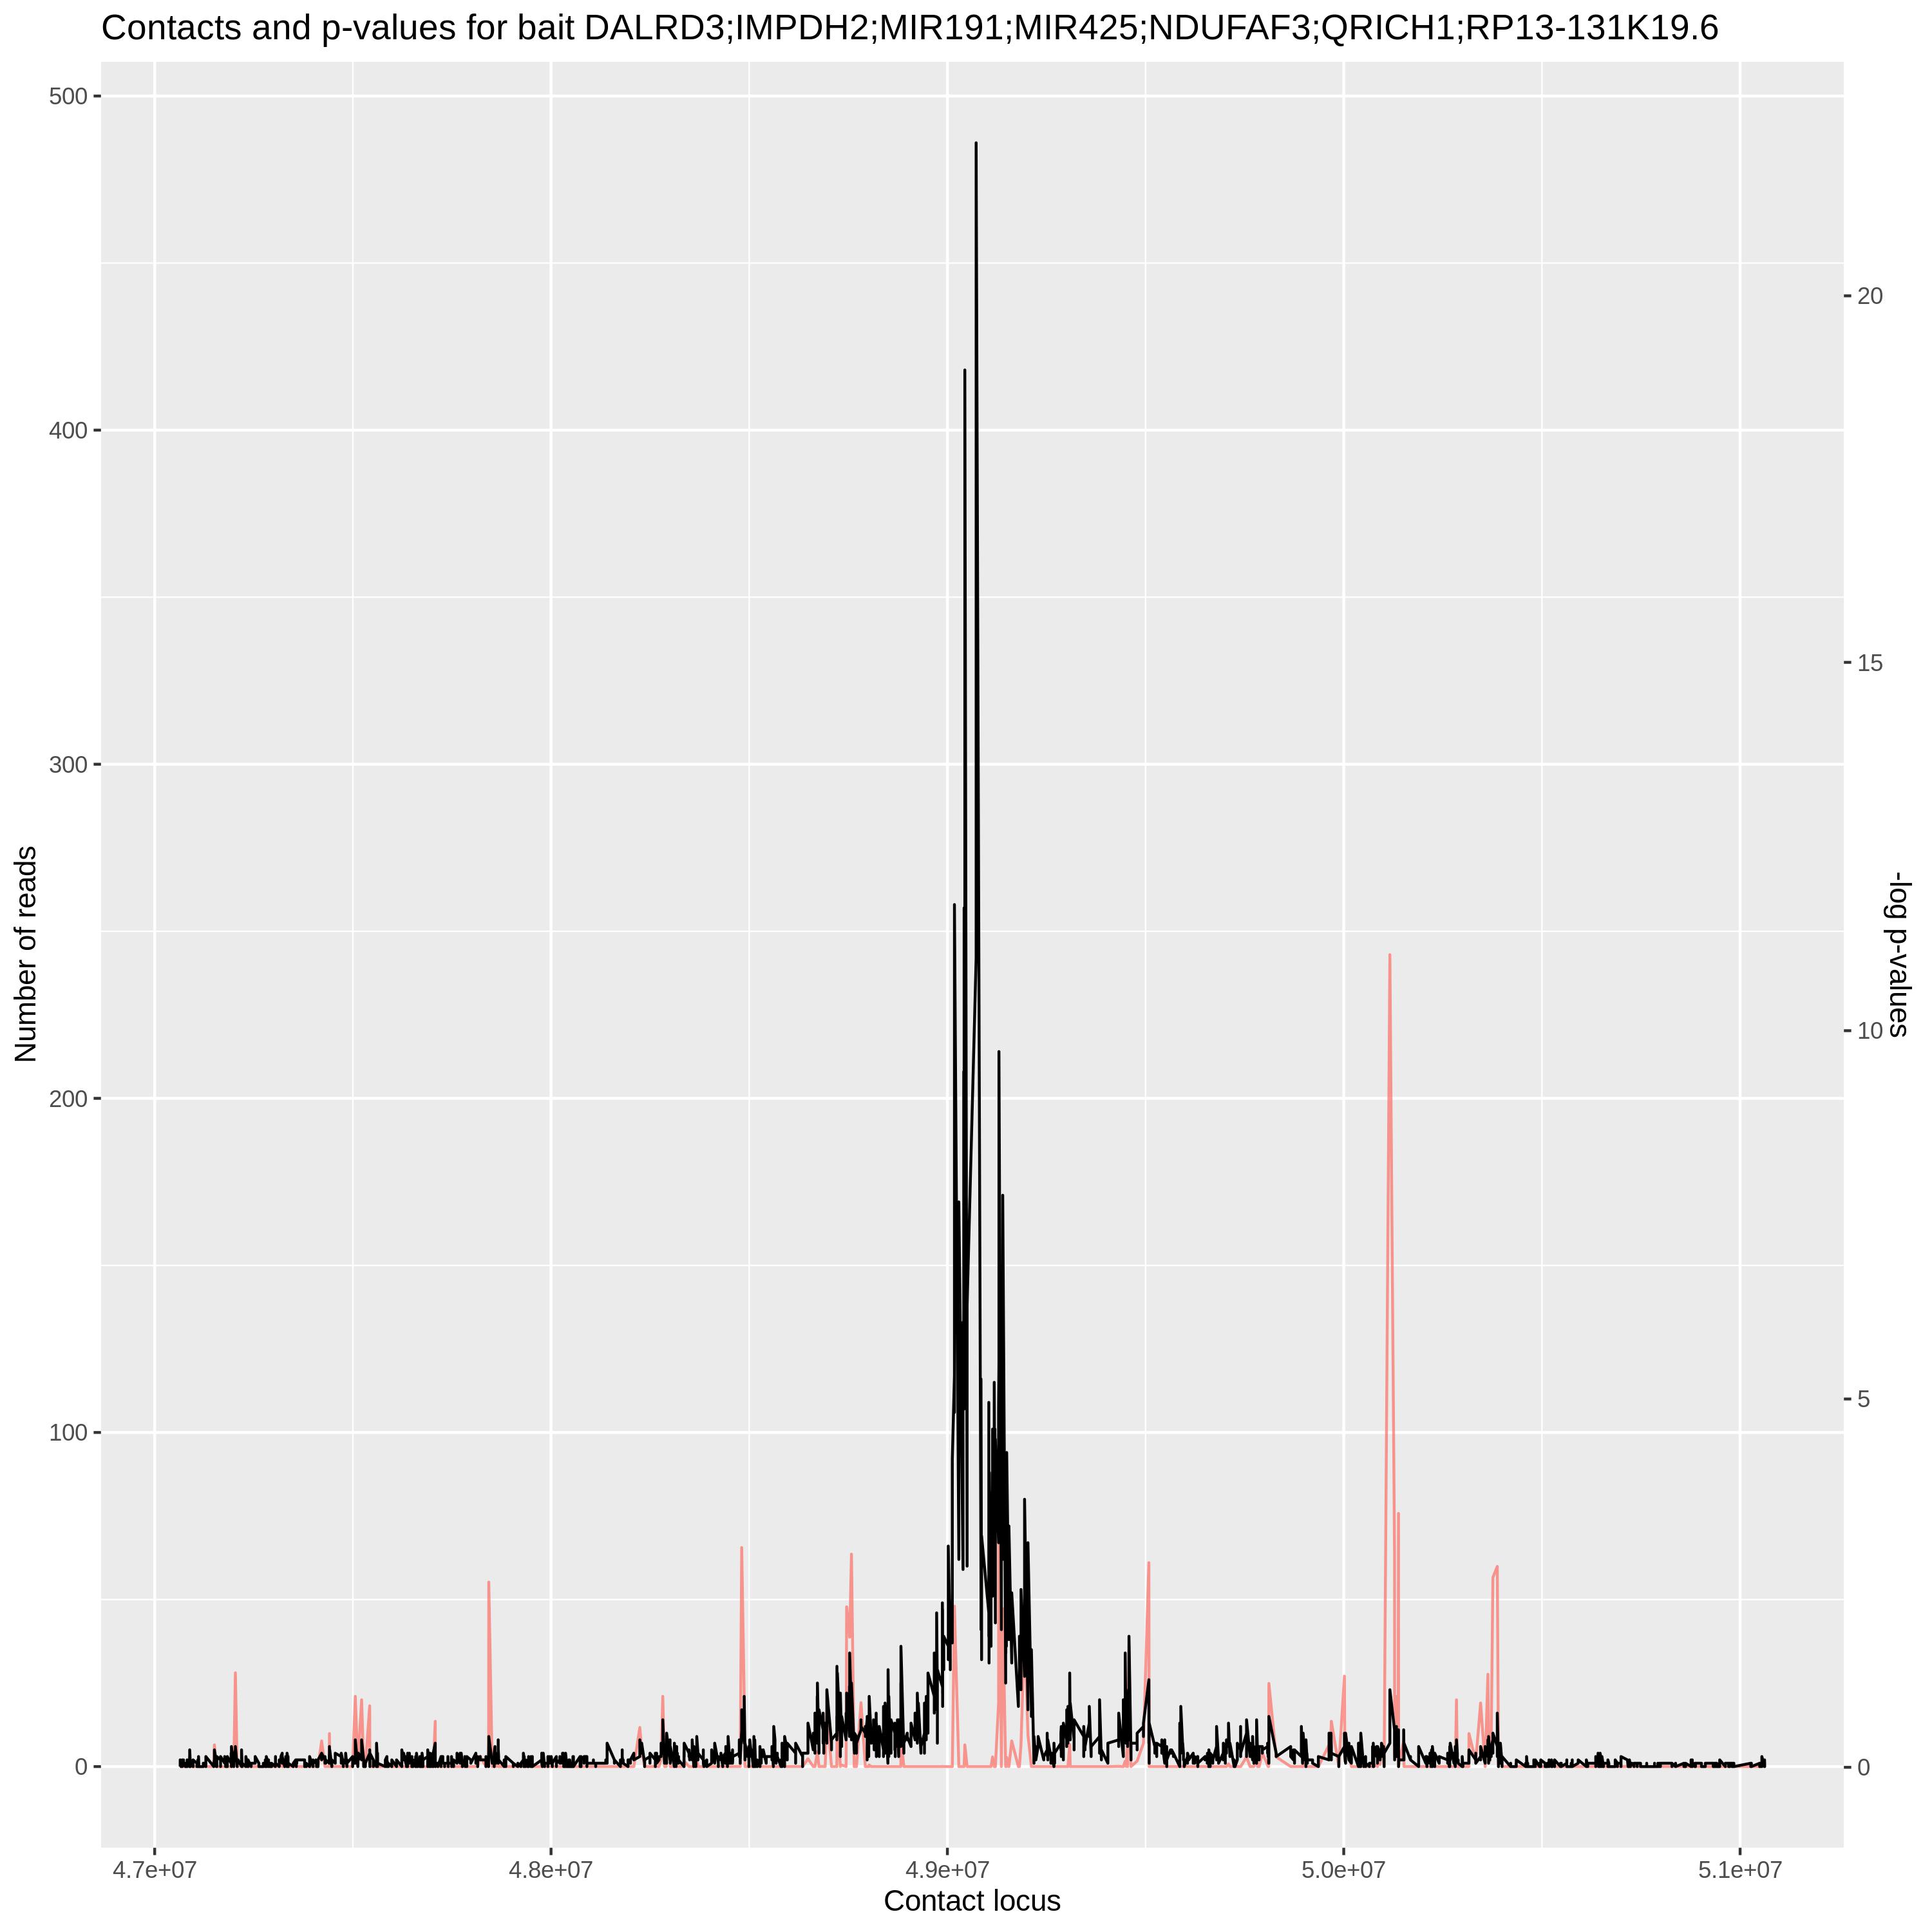 Contacts and p-values for bait DALRD3;IMPDH2;MIR191;MIR425;NDUFAF3;QRICH1;RP13-131K19.6
500
400
300
200
100
0
Number of reads
20
15
10
5
0
-log p-values
4.7e+07 4.8e+07 4.9e+07 5.0e+07 5.1e+07
Contact locus